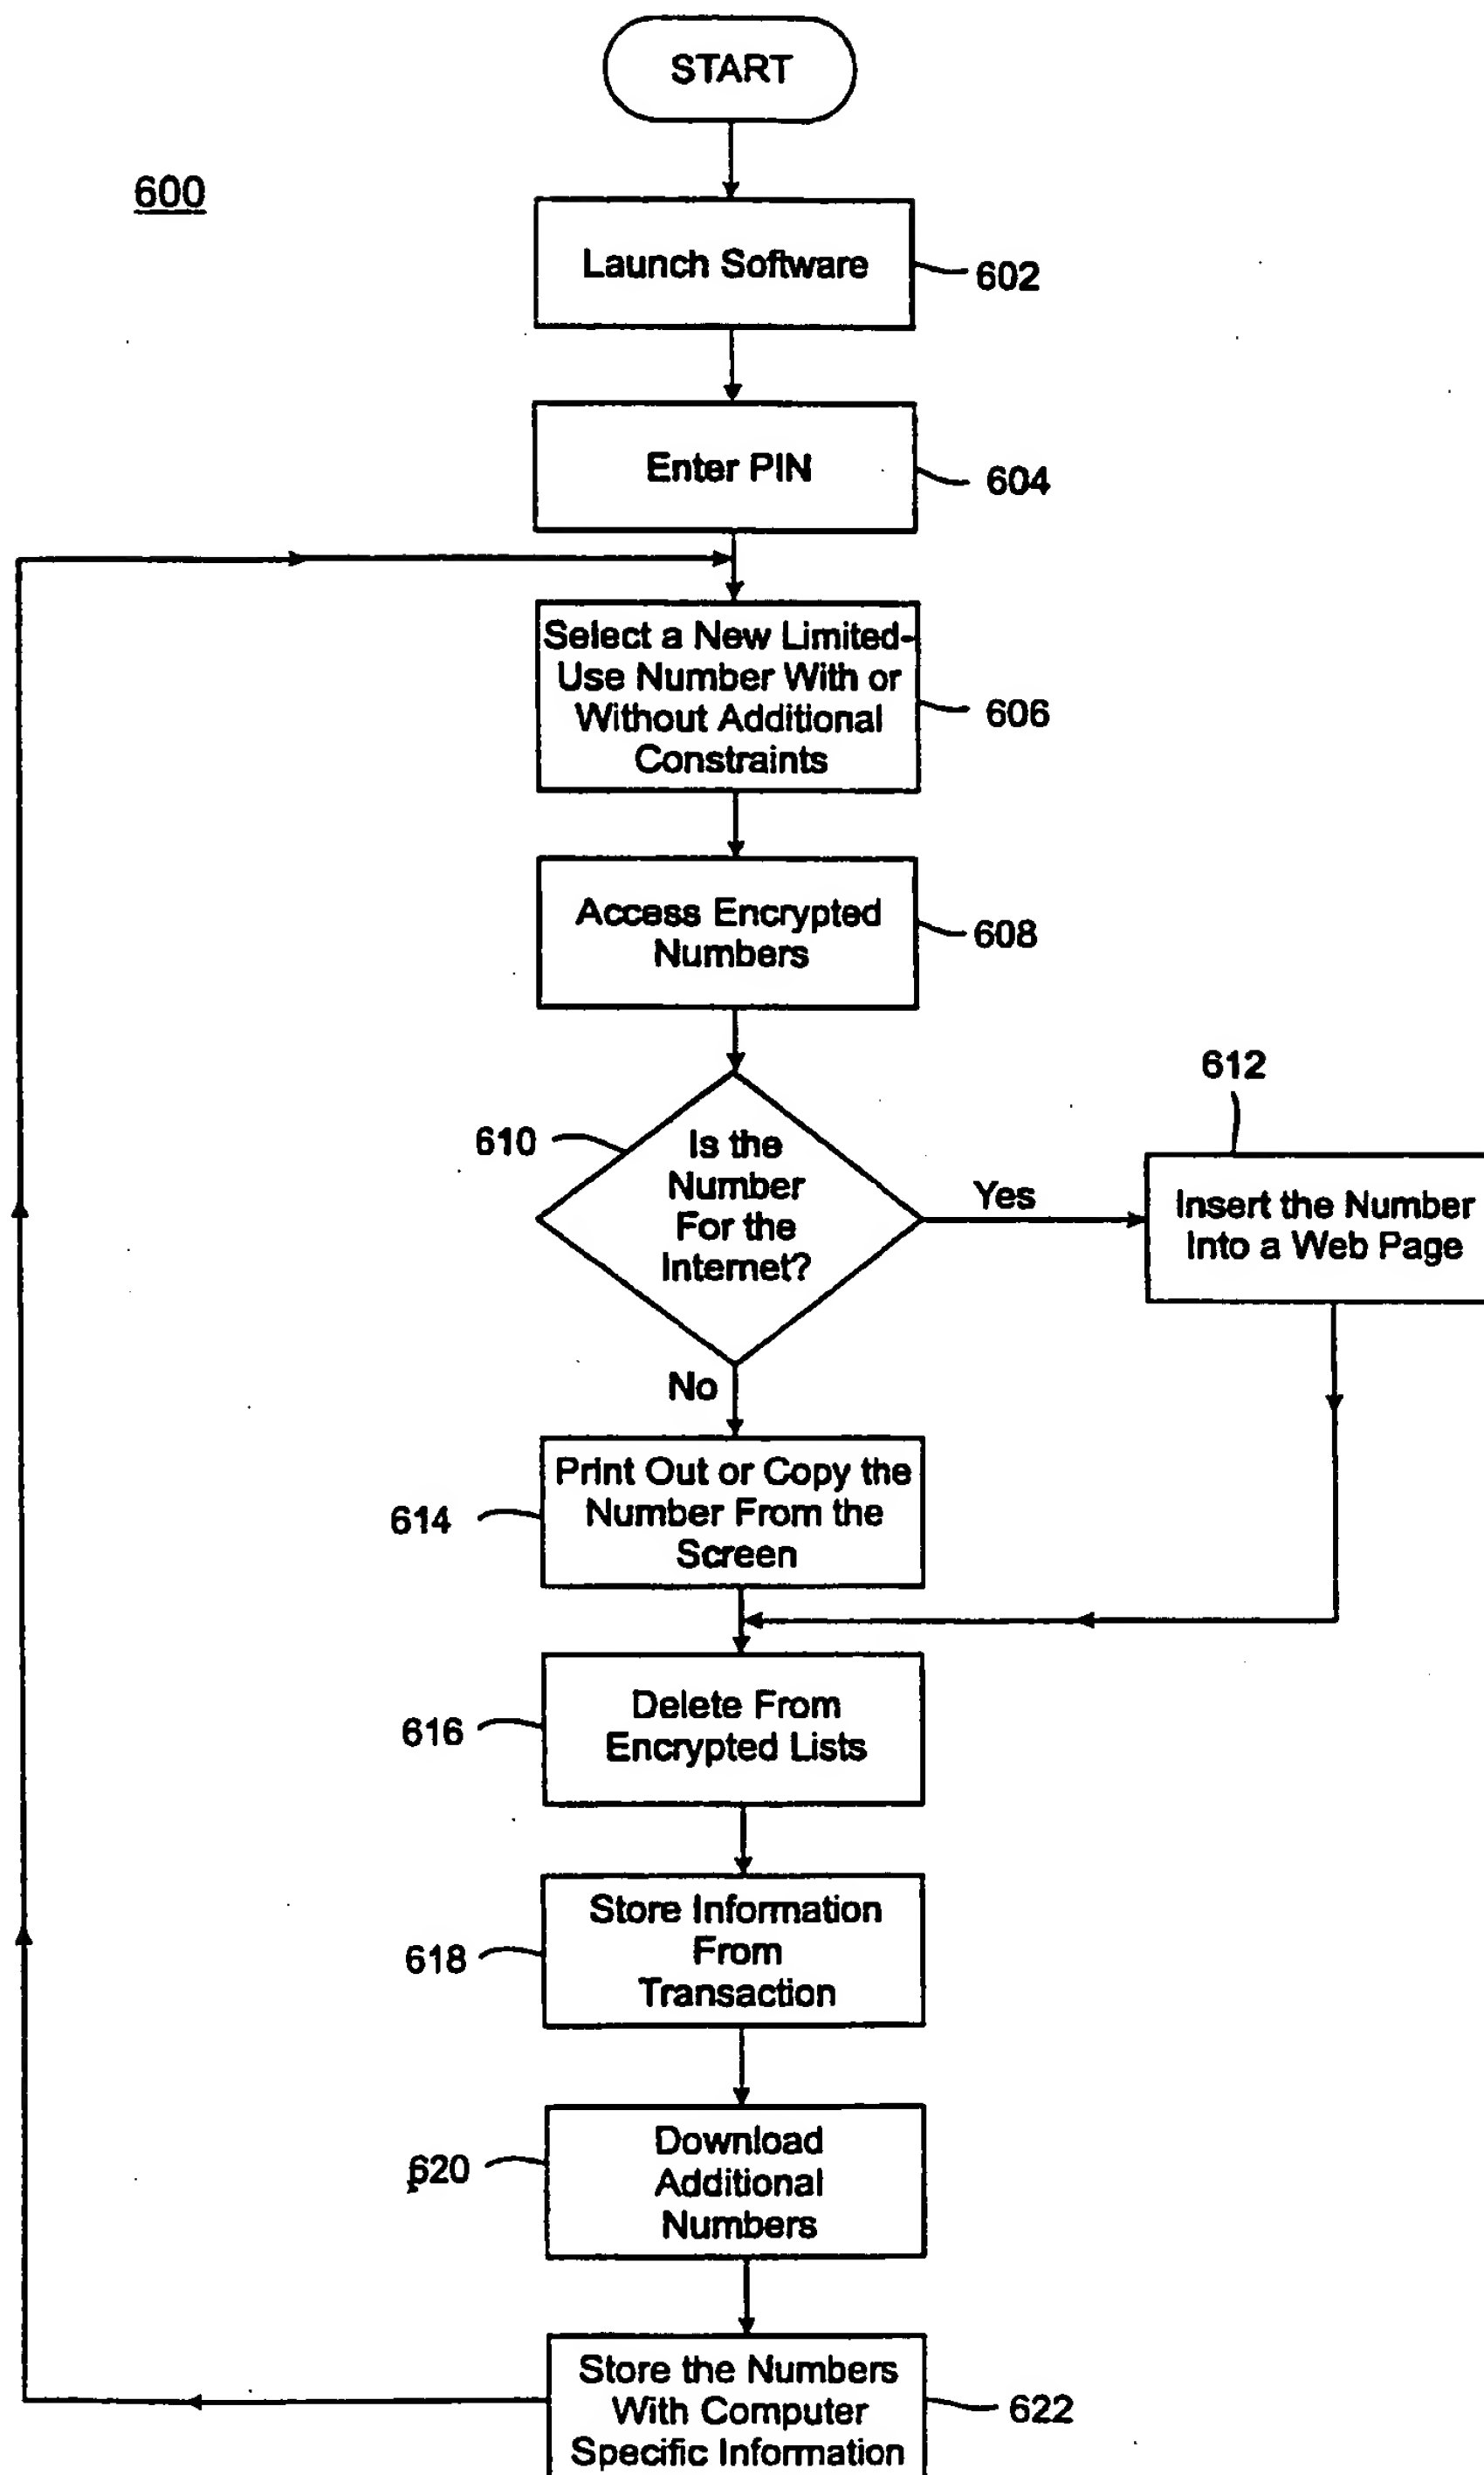 START
600
Launch Software
602
Enter PIN
604
Select a New Limited-
Use Number With or
Without Additional
Constraints
606
Access Encrypted
Numbers
608
610
Is the
Number
For the
Internet?
Yes
612
Insert the Number
Into a Web Page
No
Print Out or Copy the
Number From the
Screen
614
Delete From
Encrypted Lists
616
Store Information
From
Transaction
618
Download
Additional
Numbers
620
Store the Numbers
With Computer
Specific Information
622